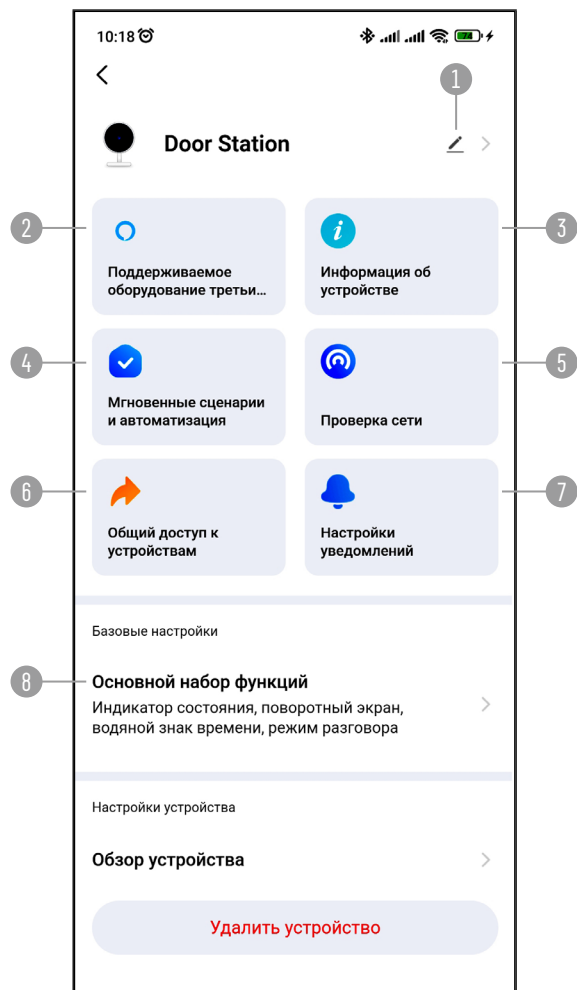 10:18
74
1
Door Station
2
3
Поддерживаемое
оборудование третьи...
Информация об
устройстве
4
5
Мгновенные сценарии
и автоматизация
Проверка сети
6
7
Общий доступ к
устройствам
Настройки
уведомлений
Базовые настройки
8
Основной набор функций
Индикатор состояния, поворотный экран,
водяной знак времени, режим разговора
Настройки устройства
Обзор устройства
Удалить устройство